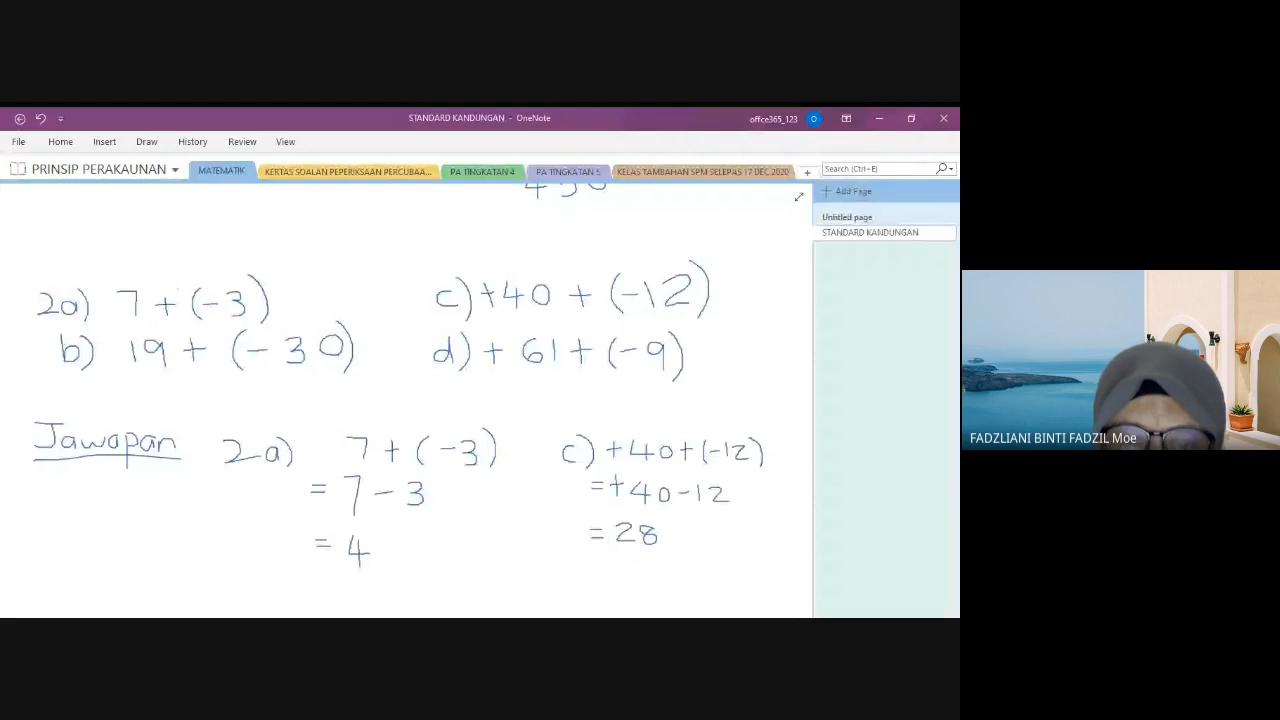 STANDARD KANDUNGAN - OneNote
offce365_123
O
File Home Insert Draw History Review View
PRINSIP PERAKAUNAN
MATEMATIK
KERTAS SOALAN PEPERIKSAAN PERCUBAA...
PA TINGKATAN 4
PA TINGKATAN 5
KELAS TAMBAHAN SPM SELEPAS 17 DEC 2020
+
Search (Ctrl+E)
+ Add Page
Untitled page
STANDARD KANDUNGAN
2a) 7 + (-3)
c) +40 + (-12)
b) 19 + (-30)
d) + 61 + (-9)
Jawapan
2a) 7 + (-3)
= 7 - 3
= 4
c) +40+(-12)
=+40-12
= 28
FADZLIANI BINTI FADZIL Moe